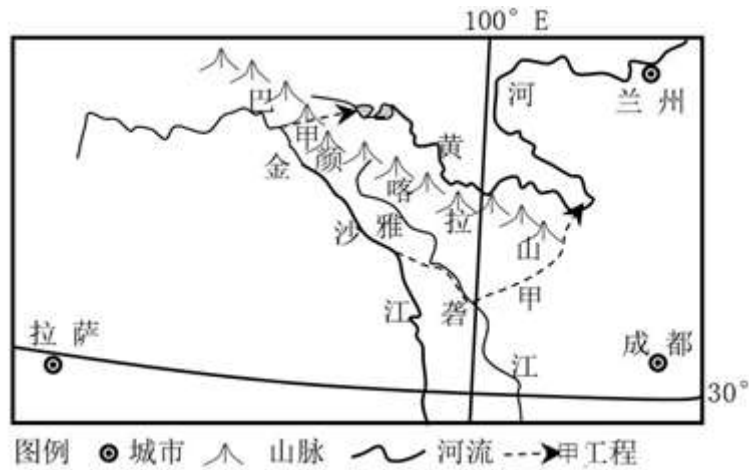 100° E
河
兰州
巴
甲
颜
黄
金
喀
沙
雅
拉
山
江
砻
甲
拉萨
成都
江
30°
图例 城市 山脉 河流 甲工程